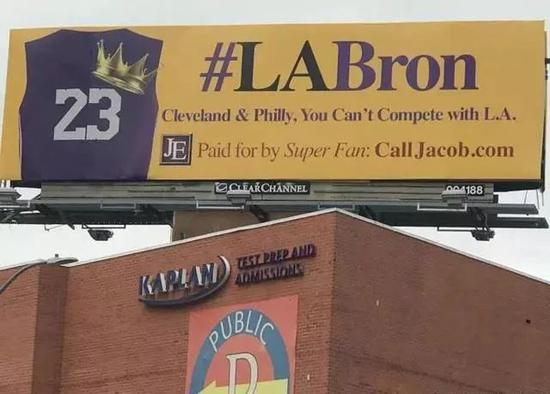 #LABron
23
Cleveland & Philly, You Can't Compete with L.A.
JE Paid for by Super Fan: CallJacob.com
CLEAR CHANNEL
004188
KAPLAN TEST PREP AND
ADMISSIONS
PUBLIC
P